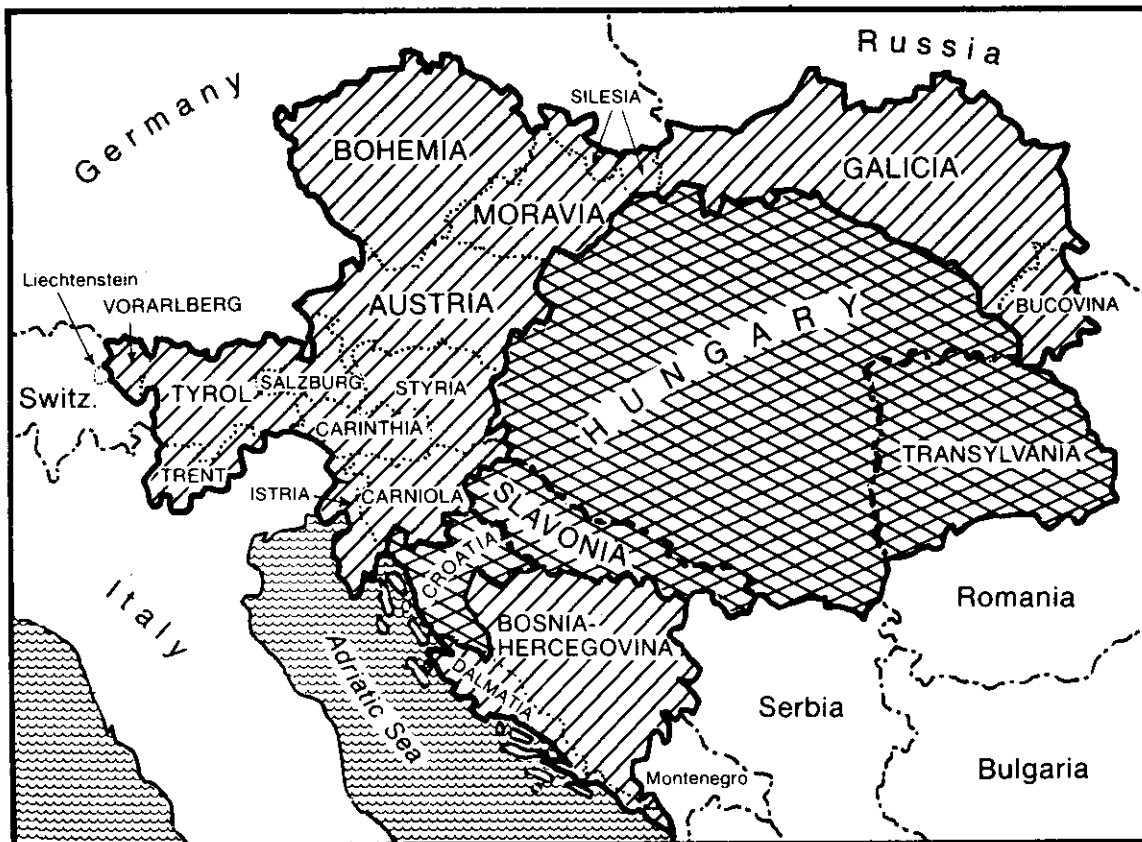 Russia
Germany
SILESIA
BOHEMIA
GALICIA
MORAVIA
Liechtenstein
VORARLBERG
AUSTRIA
BUCOVINA
HUNGARY
Switz.
TYROL
SALZBURG
STYRIA
CARINTHIA
TRANSYLVANIA
TRENT
ISTRIA
CARNIOLA
SLAVONIA
CROATIA
Italy
Romania
BOSNIA-
HERCEGOVINA
Adriatic Sea
DALMATIA
Serbia
Montenegro
Bulgaria